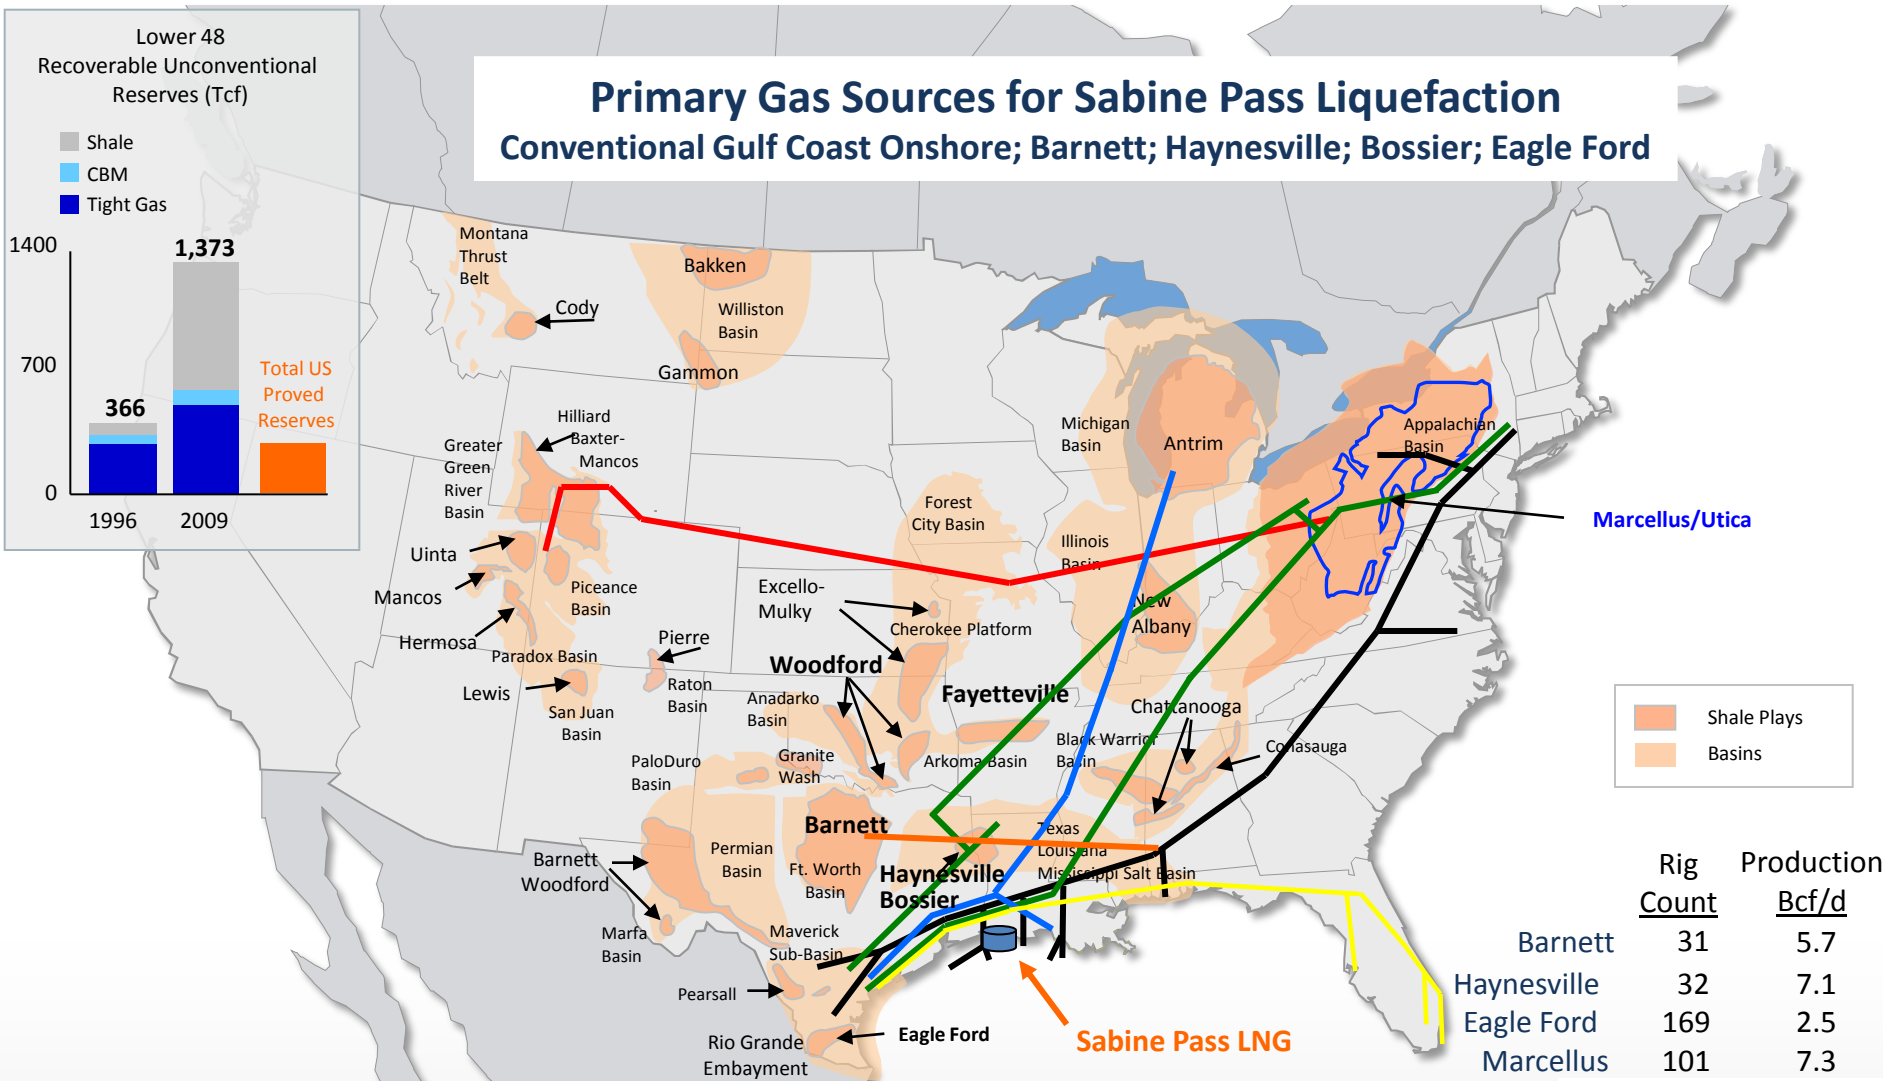 Lower 48
Recoverable Unconventional
Reserves (Tcf)
Shale
CBM
Tight Gas
1400
700
0
366
1,373
Total US
Proved
Reserves
1996
2009
Primary Gas Sources for Sabine Pass Liquefaction
Conventional Gulf Coast Onshore; Barnett; Haynesville; Bossier; Eagle Ford
Montana
Thrust
Belt
Cody
Bakken
Williston
Basin
Gammon
Hilliard
Baxter-
Mancos
Greater
Green
River
Basin
Uinta
Mancos
Hermosa
Piceance
Basin
Paradox Basin
Lewis
San Juan
Basin
Pierre
Raton
Basin
Excello-
Mulky
Forest
City Basin
Cherokee Platform
Woodford
Anadarko
Basin
Fayetteville
Arkoma Basin
Granite
Wash
PaloDuro
Basin
Michigan
Basin
Antrim
Illinois
Basin
New
Albany
Appalachian
Basin
Marcellus/Utica
Chattanooga
Black Warrior
Basin
Conasauga
Barnett
Ft. Worth
Basin
Permian
Basin
Barnett
Woodford
Marfa
Basin
Haynesville
Bossier
Texas
Louisiana
Mississippi Salt Basin
Maverick
Sub-Basin
Pearsall
Rio Grande
Embayment
Eagle Ford
Sabine Pass LNG
Shale Plays
Basins
Rig Production
Count Bcf/d
Barnett 31 5.7
Haynesville 32 7.1
Eagle Ford 169 2.5
Marcellus 101 7.3